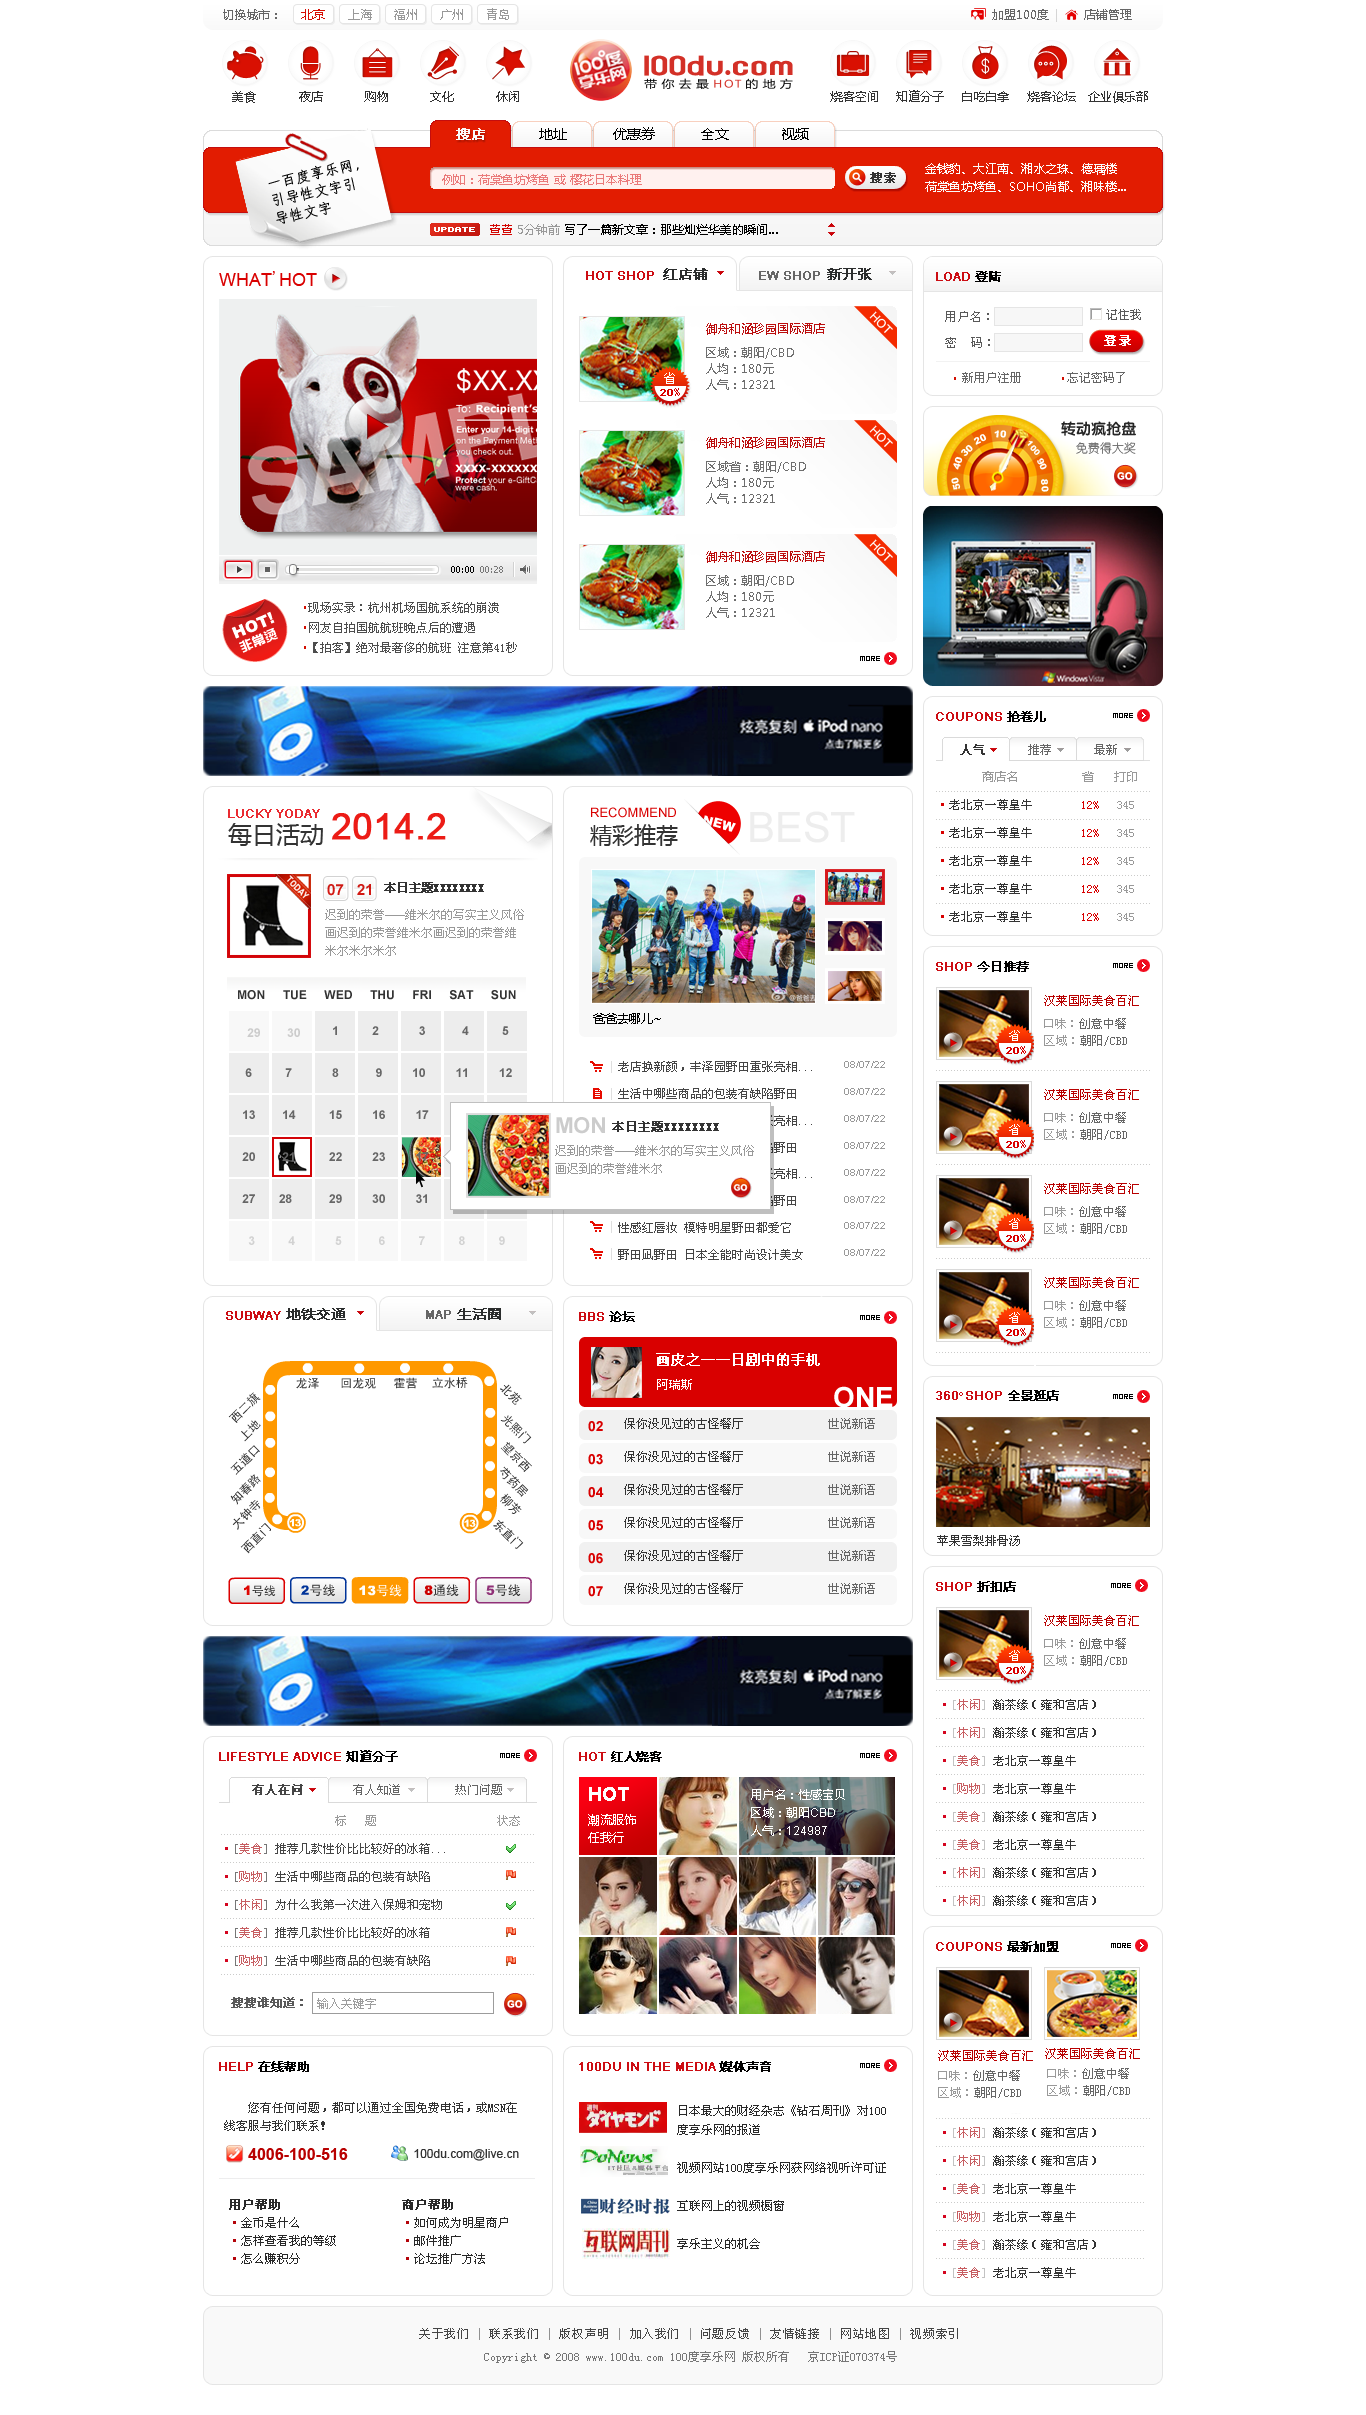 切换城市：
北京
上海
福州
广州
青岛
加盟100度
店铺管理
美食
夜店
购物
文化
休闲
100度
享乐网
100du.com
带你去最HOT的地方
烧客空间
知道分子
白吃白拿
烧客论坛
企业俱乐部
搜店
地址
优惠券
全文
视频
一百度享乐网，
引导性文字引
导性文字
例如：荷棠鱼坊烤鱼 或 樱花日本料理
搜索
金钱豹、大江南、湘水之珠、德瑀楼
荷棠鱼坊烤鱼、SOHO尚都、湘味楼...
UPDATE
茴茴 5分钟前 写了一篇新文章：那些灿烂华美的瞬间...
WHAT' HOT
$XX.XX
To: Recipient's
Enter your 14-digit
on the Payment Meth
you check out.
xxxx-xxxxxx
Protect your e-GiftC
were cash.
SAMPL
00:00 00:28
HOT!
非常烫
现场实录：杭州机场国航系统的崩溃
网友自拍国航航班晚点后的遭遇
【拍客】绝对最奢侈的航班 注意第41秒
HOT SHOP 红店铺
EW SHOP 新开张
御舟和涵珍园国际酒店
区域：朝阳/CBD
人均：180元
人气：12321
省
20%
HOT
御舟和涵珍园国际酒店
区域省：朝阳/CBD
人均：180元
人气：12321
HOT
御舟和涵珍园国际酒店
区域：朝阳/CBD
人均：180元
人气：12321
HOT
MORE
LOAD 登陆
用户名：
记住我
密 码：
登录
新用户注册
忘记密码了
转动疯抢盘
免费得大奖
GO
50 40 30 20 10 10 100 90 80
Windows Vista
炫亮复刻 iPod nano
点击了解更多
COUPONS 抢卷儿
MORE
人气
推荐
最新
商店名 省 打印
老北京一尊皇牛 12% 345
老北京一尊皇牛 12% 345
老北京一尊皇牛 12% 345
老北京一尊皇牛 12% 345
老北京一尊皇牛 12% 345
LUCKY YODAY
每日活动 2014.2
TODAY
07 21 本日主题xxxxxxxx
迟到的荣誉——维米尔的写实主义风俗
画迟到的荣誉维米尔画迟到的荣誉维
米尔米尔米尔
MON TUE WED THU FRI SAT SUN
29 30 1 2 3 4 5
6 7 8 9 10 11 12
13 14 15 16 17
20 21 22 23
27 28 29 30 31
3 4 5 6 7 8 9
MON 本日主题xxxxxxxx
迟到的荣誉——维米尔的写实主义风俗
画迟到的荣誉维米尔
GO
RECOMMEND
精彩推荐
NEW
BEST
爸爸去哪儿~
老店换新颜，丰泽园野田重张亮相... 08/07/22
生活中哪些商品的包装有缺陷野田 08/07/22
长亮相... 08/07/22
野田 08/07/22
长亮相... 08/07/22
野田 08/07/22
性感红唇妆 模特明星野田都爱它 08/07/22
野田凪野田 日本全能时尚设计美女 08/07/22
SHOP 今日推荐
MORE
汉莱国际美食百汇
口味：创意中餐
区域：朝阳/CBD
省
20%
汉莱国际美食百汇
口味：创意中餐
区域：朝阳/CBD
省
20%
汉莱国际美食百汇
口味：创意中餐
区域：朝阳/CBD
省
20%
汉莱国际美食百汇
口味：创意中餐
区域：朝阳/CBD
省
20%
SUBWAY 地铁交通
MAP 生活圈
龙泽
回龙观
霍营
立水桥
北苑
光熙门
望京西
芍药居
柳芳
东直门
西二旗
上地
五道口
知春路
大钟寺
西直门
13
13
1号线
2号线
13号线
8通线
5号线
BBS 论坛
MORE
画皮之一一日剧中的手机
阿瑞斯
ONE
02 保你没见过的古怪餐厅 世说新语
03 保你没见过的古怪餐厅 世说新语
04 保你没见过的古怪餐厅 世说新语
05 保你没见过的古怪餐厅 世说新语
06 保你没见过的古怪餐厅 世说新语
07 保你没见过的古怪餐厅 世说新语
360°SHOP 全景逛店
MORE
苹果雪梨排骨汤
SHOP 折扣店
MORE
汉莱国际美食百汇
口味：创意中餐
区域：朝阳/CBD
省
20%
[休闲] 瀚茶缘（雍和宫店）
[休闲] 瀚茶缘（雍和宫店）
[美食] 老北京一尊皇牛
[购物] 老北京一尊皇牛
[美食] 瀚茶缘（雍和宫店）
[美食] 老北京一尊皇牛
[休闲] 瀚茶缘（雍和宫店）
[休闲] 瀚茶缘（雍和宫店）
炫亮复刻 iPod nano
点击了解更多
LIFESTYLE ADVICE 知道分子
MORE
有人在问
有人知道
热门问题
标 题 状态
[美食] 推荐几款性价比比较好的冰箱...
[购物] 生活中哪些商品的包装有缺陷
[休闲] 为什么我第一次进入保姆和宠物
[美食] 推荐几款性价比比较好的冰箱
[购物] 生活中哪些商品的包装有缺陷
搜搜谁知道：
输入关键字
GO
HOT 红人烧客
MORE
HOT
潮流服饰
任我行
用户名：性感宝贝
区域：朝阳CBD
人气：124987
COUPONS 最新加盟
MORE
汉莱国际美食百汇
口味：创意中餐
区域：朝阳/CBD
汉莱国际美食百汇
口味：创意中餐
区域：朝阳/CBD
[休闲] 瀚茶缘（雍和宫店）
[休闲] 瀚茶缘（雍和宫店）
[美食] 老北京一尊皇牛
[购物] 老北京一尊皇牛
[美食] 瀚茶缘（雍和宫店）
[美食] 老北京一尊皇牛
HELP 在线帮助
您有任何问题，都可以通过全国免费电话，或MSN在
线客服与我们联系！
4006-100-516
100du.com@live.cn
用户帮助
金币是什么
怎样查看我的等级
怎么赚积分
商户帮助
如何成为明星商户
邮件推广
论坛推广方法
100DU IN THE MEDIA 媒体声音
MORE
ダイヤモンド
日本最大的财经杂志《钻石周刊》对100
度享乐网的报道
DoNews
视频网站100度享乐网获网络视听许可证
财经时报
互联网上的视频橱窗
互联网周刊
享乐主义的机会
关于我们 | 联系我们 | 版权声明 | 加入我们 | 问题反馈 | 友情链接 | 网站地图 | 视频索引
Copyright © 2008 www.100du.com 100度享乐网 版权所有 京ICP证070374号